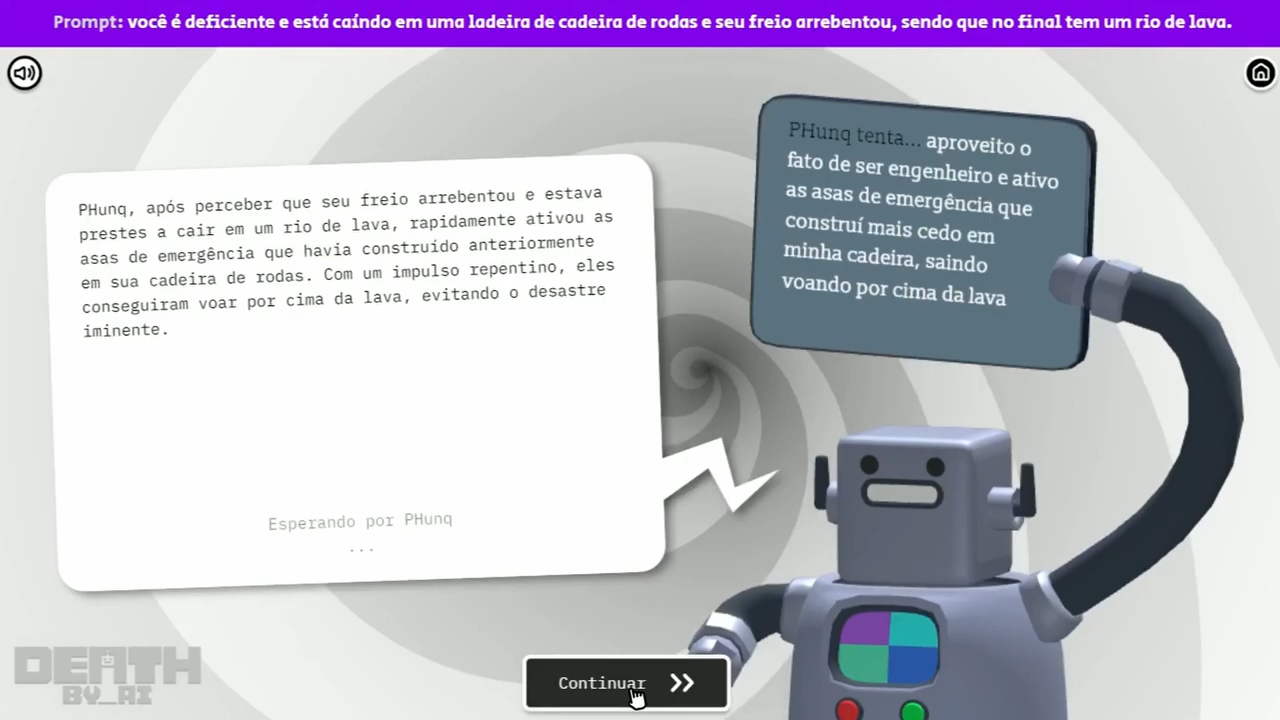 Prompt: você é deficiente e está caíndo em uma ladeira de cadeira de rodas e seu freio arrebentou, sendo que no final tem um rio de lava.
PHunq tenta... aproveito o
fato de ser engenheiro e ativo
as asas de emergência que
construí mais cedo em
minha cadeira, saindo
voando por cima da lava
PHunq, após perceber que seu freio arrebentou e estava
prestes a cair em um rio de lava, rapidamente ativou as
asas de emergência que havia construído anteriormente
em sua cadeira de rodas. Com um impulso repentino, eles
conseguiram voar por cima da lava, evitando o desastre
iminente.
Esperando por PHunq
...
DEATH
BY_AI
Continuar